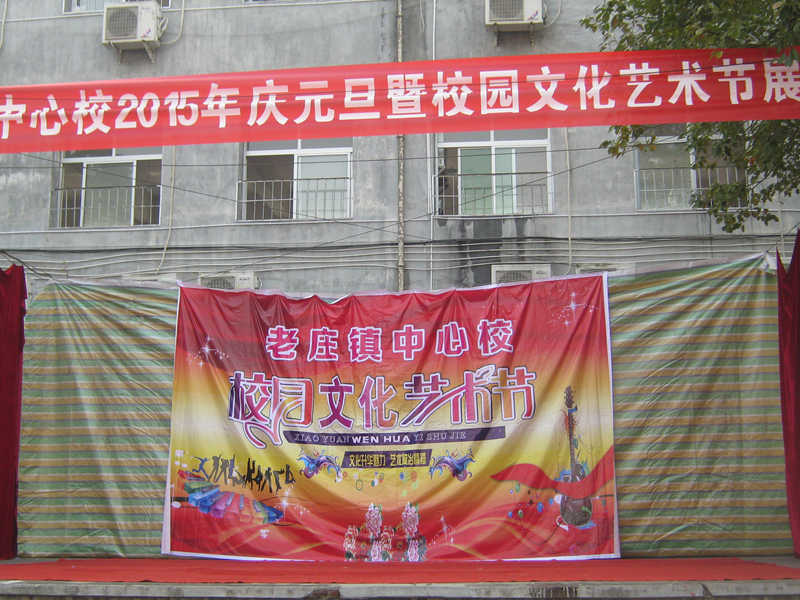 中心校2015年庆元旦暨校园文化艺术节展
老庄镇中心校
校园文化艺术节
XIAO YUAN WEN HUA YI SHU JIE